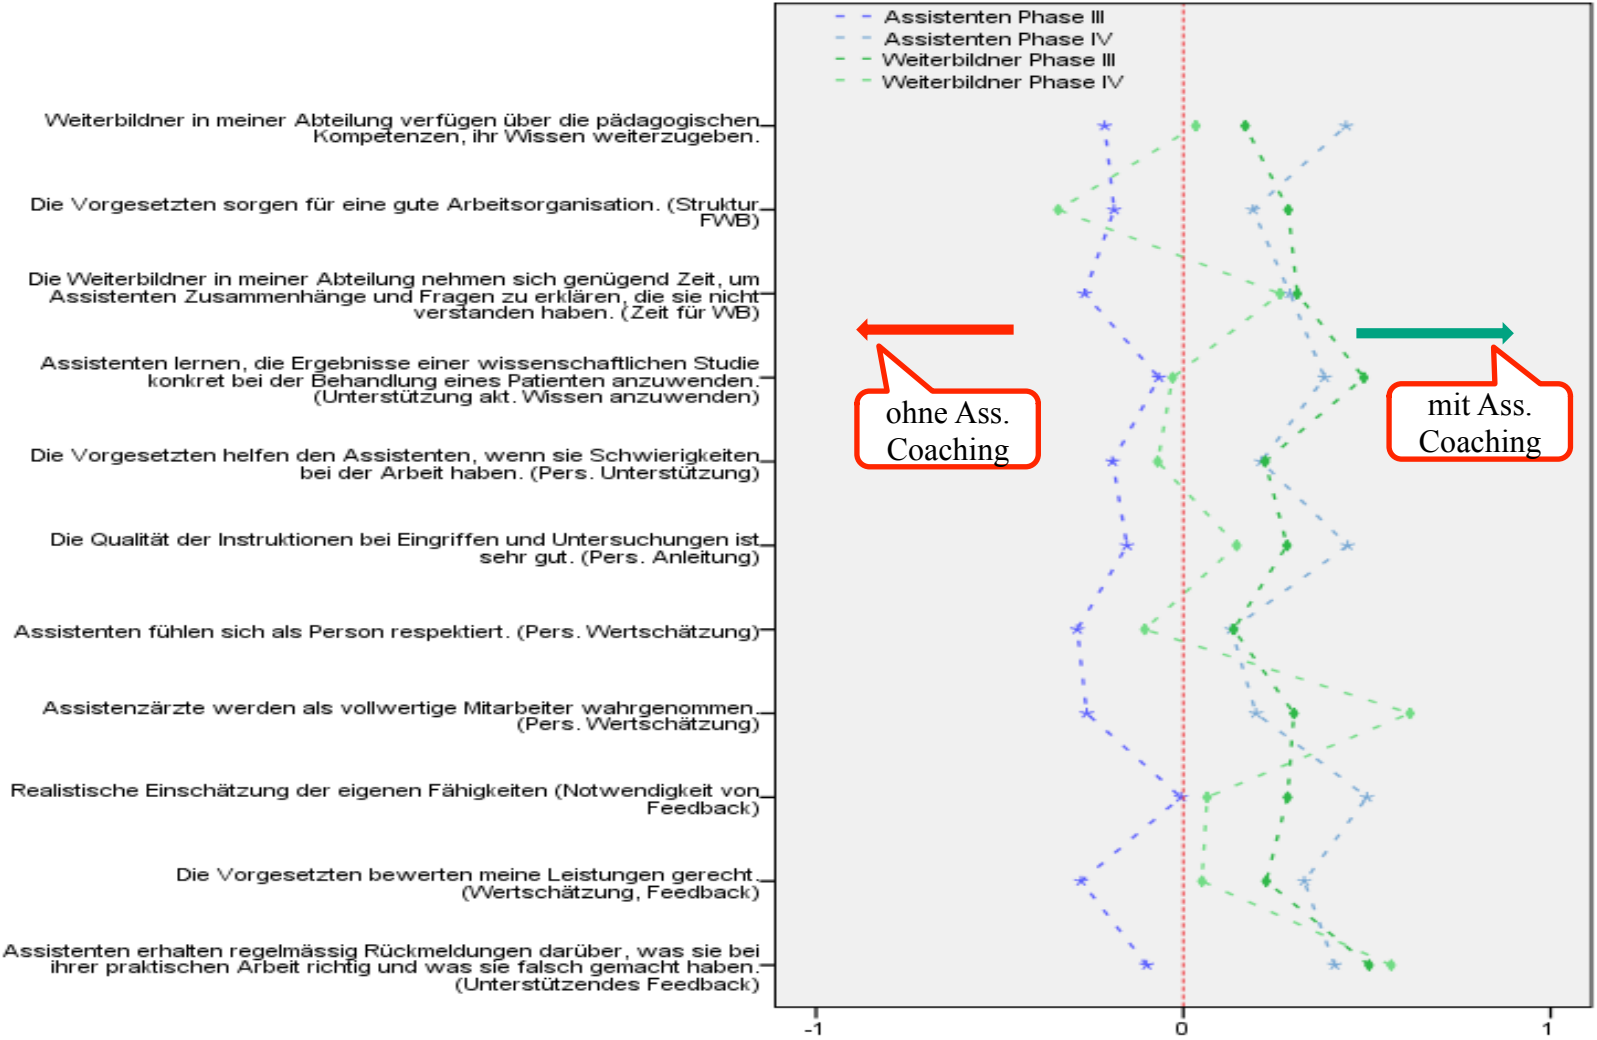 Assistenten Phase III
Assistenten Phase IV
Weiterbildner Phase III
Weiterbildner Phase IV
Weiterbildner in meiner Abteilung verfügen über die pädagogischen
Kompetenzen, ihr Wissen weiterzugeben.
Die Vorgesetzten sorgen für eine gute Arbeitsorganisation. (Struktur
FWB)
Die Weiterbildner in meiner Abteilung nehmen sich genügend Zeit, um
Assistenten Zusammenhänge und Fragen zu erklären, die sie nicht
verstanden haben. (Zeit für WB)
Assistenten lernen, die Ergebnisse einer wissenschaftlichen Studie
konkret bei der Behandlung eines Patienten anzuwenden.
(Unterstützung akt. Wissen anzuwenden)
ohne Ass.
Coaching
mit Ass.
Coaching
Die Vorgesetzten helfen den Assistenten, wenn sie Schwierigkeiten
bei der Arbeit haben. (Pers. Unterstützung)
Die Qualität der Instruktionen bei Eingriffen und Untersuchungen ist
sehr gut. (Pers. Anleitung)
Assistenten fühlen sich als Person respektiert. (Pers. Wertschätzung)
Assistenzärzte werden als vollwertige Mitarbeiter wahrgenommen.
(Pers. Wertschätzung)
Realistische Einschätzung der eigenen Fähigkeiten (Notwendigkeit von
Feedback)
Die Vorgesetzten bewerten meine Leistungen gerecht.
(Wertschätzung, Feedback)
Assistenten erhalten regelmässig Rückmeldungen darüber, was sie bei
ihrer praktischen Arbeit richtig und was sie falsch gemacht haben.
(Unterstützendes Feedback)
-1
0
1